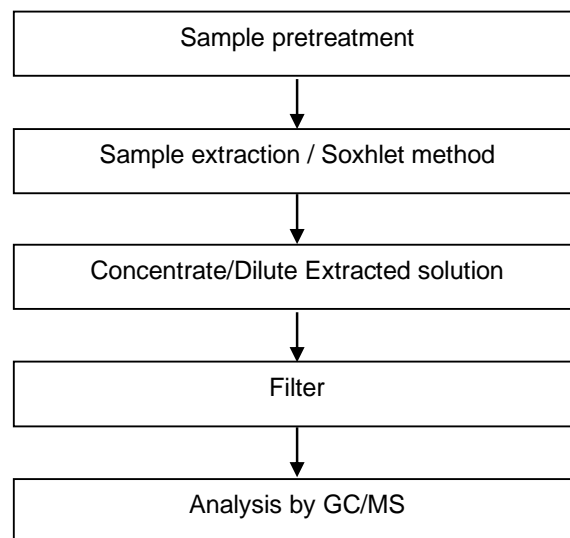 Sample pretreatment
Sample extraction / Soxhlet method
Concentrate/Dilute Extracted solution
Filter
Analysis by GC/MS